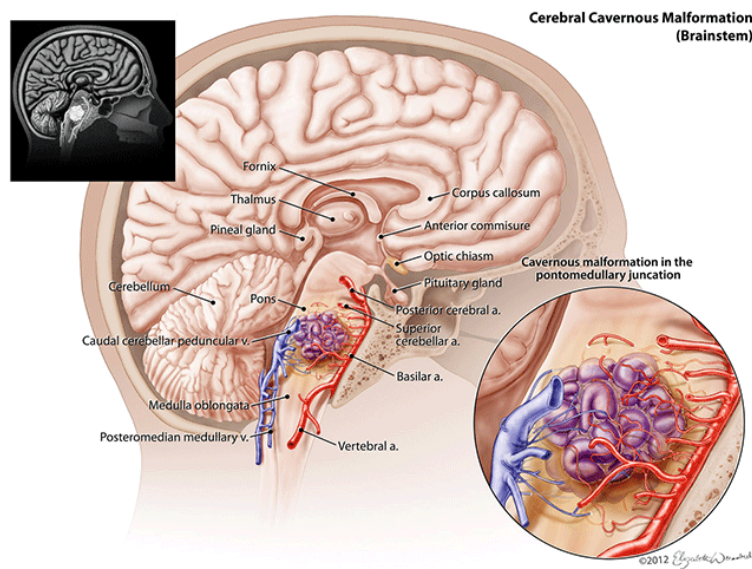 Cerebral Cavernous Malformation
(Brainstem)
Fornix
Thalmus
Pineal gland
Corpus callosum
Anterior commisure
Optic chiasm
Pituitary gland
Cavernous malformation in the
pontomedullary juncation
Cerebellum
Pons
Posterior cerebral a.
Superior
cerebellar a.
Caudal cerebellar peduncular v.
Basilar a.
Medulla oblongata
Posteromedian medullary v.
Vertebral a.
©2012 Elizabeth